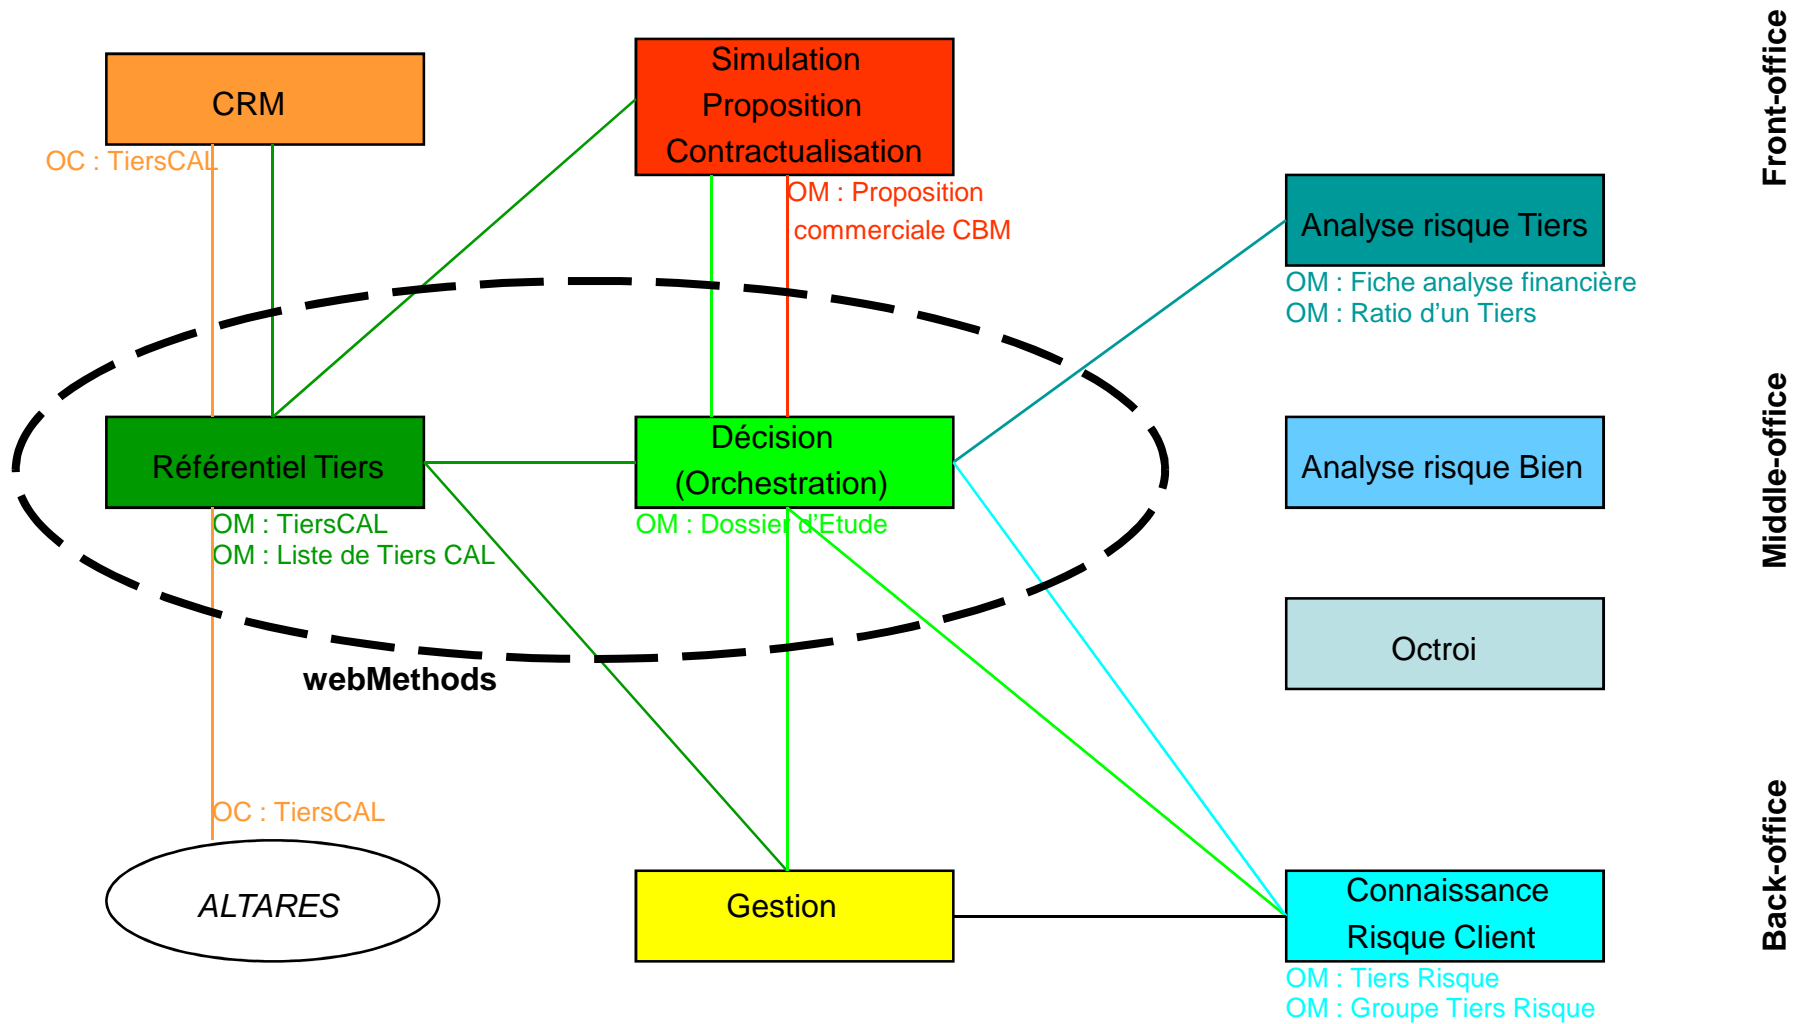 Front-office
Simulation
Proposition
Contractualisation
CRM
OC : TiersCAL
OM : Proposition
commerciale CBM
Analyse risque Tiers
OM : Fiche analyse financière
OM : Ratio d'un Tiers
Middle-office
Référentiel Tiers
OM : TiersCAL
OM : Liste de Tiers CAL
Décision
(Orchestration)
OM : Dossier d'Etude
Analyse risque Bien
Octroi
webMethods
Back-office
OC : TiersCAL
ALTARES
Gestion
Connaissance
Risque Client
OM : Tiers Risque
OM : Groupe Tiers Risque